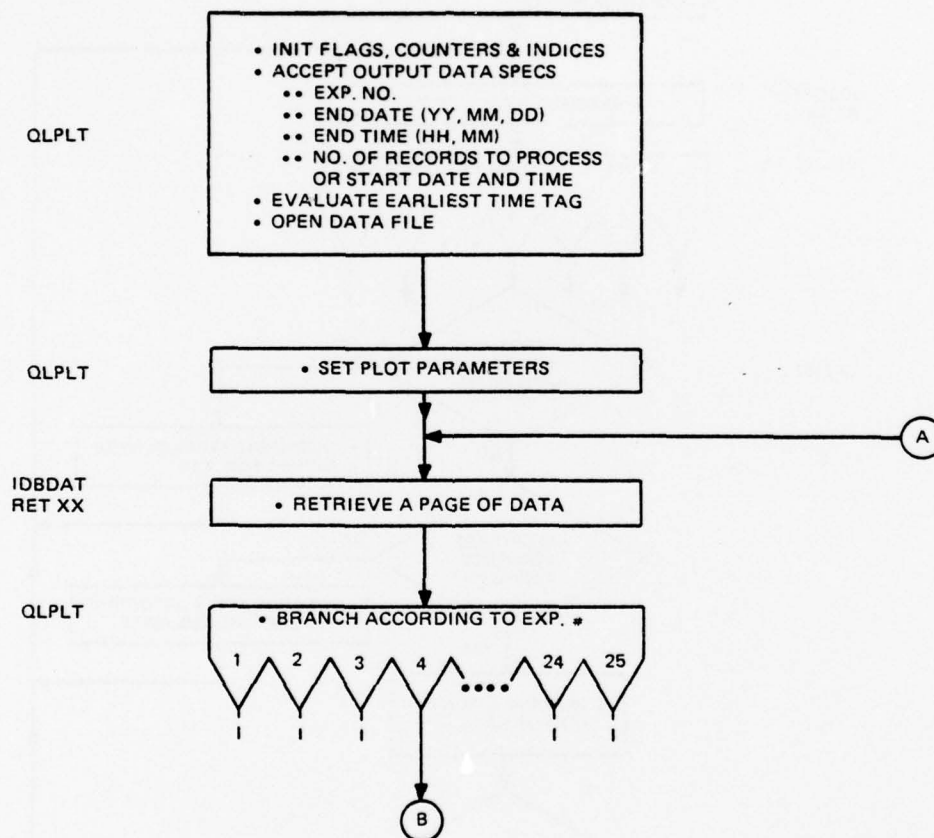 • INIT FLAGS, COUNTERS & INDICES
• ACCEPT OUTPUT DATA SPECS
•• EXP. NO.
•• END DATE (YY, MM, DD)
•• END TIME (HH, MM)
•• NO. OF RECORDS TO PROCESS
OR START DATE AND TIME
• EVALUATE EARLIEST TIME TAG
• OPEN DATA FILE
QLPLT
QLPLT
• SET PLOT PARAMETERS
A
IDBDAT
RET XX
• RETRIEVE A PAGE OF DATA
QLPLT
• BRANCH ACCORDING TO EXP. #
1 2 3 4 •••• 24 25
B